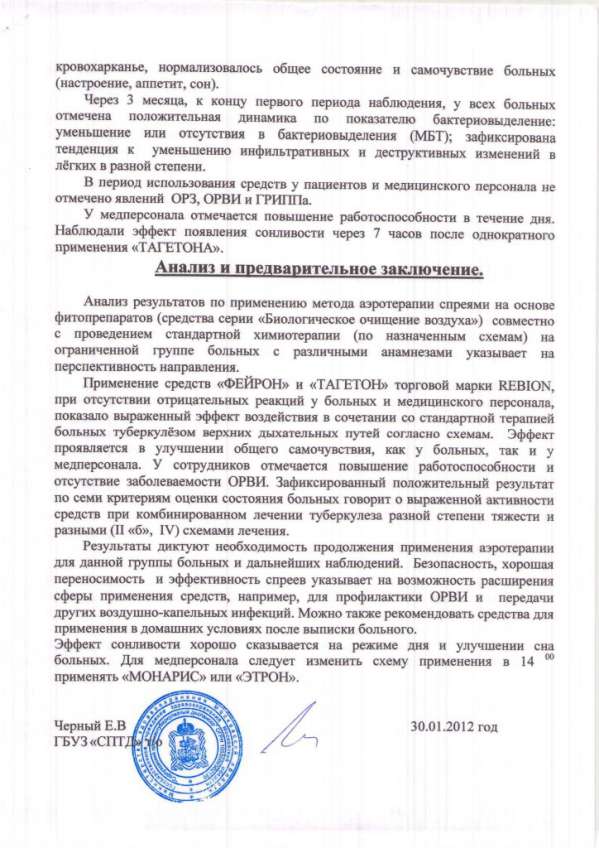 кровохарканье, нормализовалось общее состояние и самочувствие больных
(настроение, аппетит, сон).
Через 3 месяца, к концу первого периода наблюдения, у всех больных
отмечена положительная динамика по показателю бактериовыделение:
уменьшение или отсутствия в бактериовыделения (МБТ); зафиксирована
тенденция к уменьшению инфильтративных и деструктивных изменений в
лёгких в разной степени.
В период использования средств у пациентов и медицинского персонала не
отмечено явлений ОРЗ, ОРВИ и ГРИППа.
У медперсонала отмечается повышение работоспособности в течение дня.
Наблюдали эффект появления сонливости через 7 часов после однократного
применения «ТАГЕТОНА».
Анализ и предварительное заключение.
Анализ результатов по применению метода аэротерапии спреями на основе
фитопрепаратов (средства серии «Биологическое очищение воздуха») совместно
с проведением стандартной химиотерапии (по назначенным схемам) на
ограниченной группе больных с различными анамнезами указывает на
перспективность направления.
Применение средств «ФЕЙРОН» и «ТАГЕТОН» торговой марки REBION,
при отсутствии отрицательных реакций у больных и медицинского персонала,
показало выраженный эффект воздействия в сочетании со стандартной терапией
больных туберкулёзом верхних дыхательных путей согласно схемам. Эффект
проявляется в улучшении общего самочувствия, как у больных, так и у
медперсонала. У сотрудников отмечается повышение работоспособности и
отсутствие заболеваемости ОРВИ. Зафиксированный положительный результат
по семи критериям оценки состояния больных говорит о выраженной активности
средств при комбинированном лечении туберкулеза разной степени тяжести и
разными (II «б», IV) схемами лечения.
Результаты диктуют необходимость продолжения применения аэротерапии
для данной группы больных и дальнейших наблюдений. Безопасность, хорошая
переносимость и эффективность спреев указывает на возможность расширения
сферы применения средств, например, для профилактики ОРВИ и передачи
других воздушно-капельных инфекций. Можно также рекомендовать средства для
применения в домашних условиях после выписки больного.
Эффект сонливости хорошо сказывается на режиме дня и улучшении сна
больных. Для медперсонала следует изменить схему применения в 14 00
применять «МОНАРИС» или «ЭТРОН».
Черный Е.В 30.01.2012 год
ГБУЗ «СПТД»